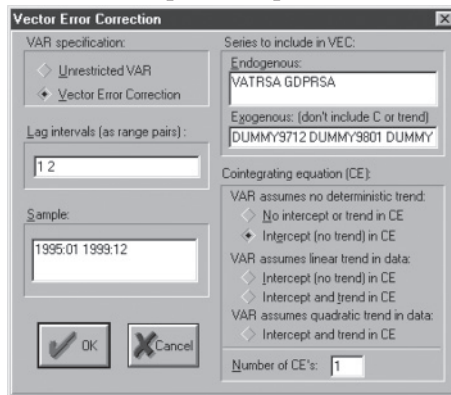 Vector Error Correction
VAR specification:
Unrestricted VAR
Vector Error Correction
Lag intervals (as range pairs) :
1 2
Sample:
1995:01 1999:12
OK
Cancel
Series to include in VEC:
Endogenous:
VATRSA GDPRSA
Exogenous: (don't include C or trend)
DUMMY9712 DUMMY9801 DUMMY
Cointegrating equation (CE):
VAR assumes no deterministic trend:
No intercept or trend in CE
Intercept (no trend) in CE
VAR assumes linear trend in data:
Intercept (no trend) in CE
Intercept and trend in CE
VAR assumes quadratic trend in data:
Intercept and trend in CE
Number of CE's: 1